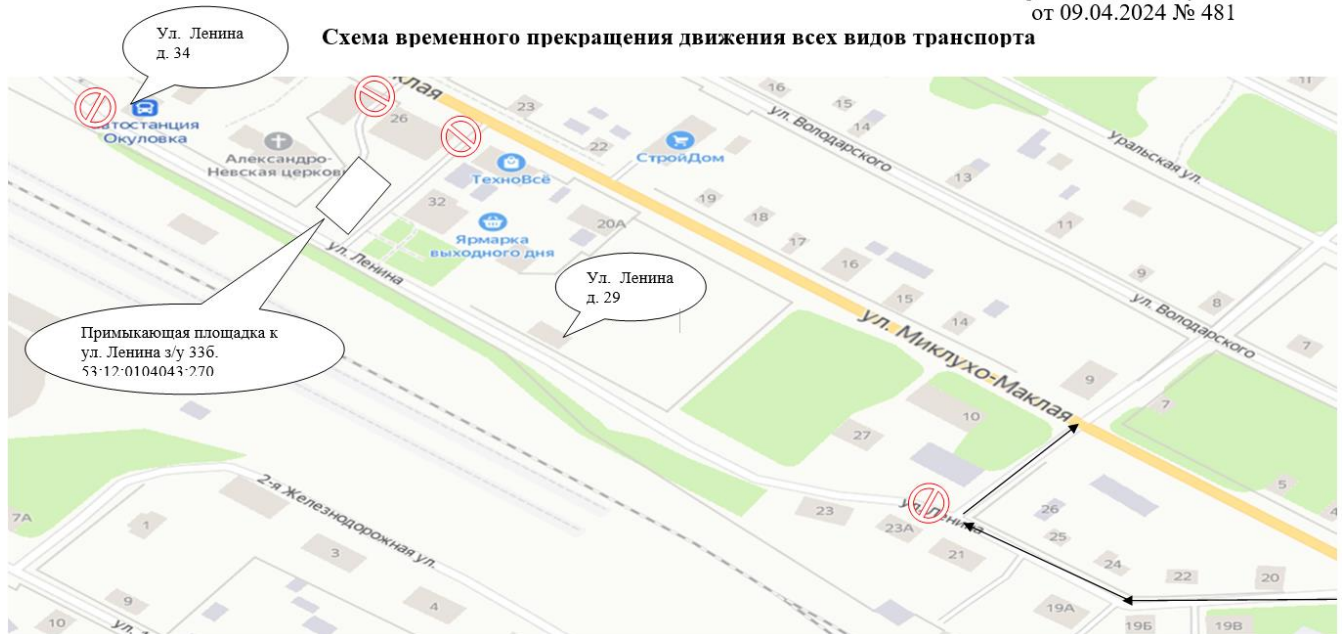 от 09.04.2024 № 481
Схема временного прекращения движения всех видов транспорта
Ул. Ленина
д. 34
Окуловка
Александро-
Невская
26
23
22
СтройДом
ТехноВсё
32
Ярмарка
выходного дня
20А
19
18
17
16
15
14
16
15
14
ул. Володарского
13
11
9
8
7
ул. Володарского
Уральская ул.
11
ул. Ленина
Ул. Ленина
д. 29
Примыкающая площадка к
ул. Ленина з/у 33б.
53:12:0104043:270
ул. Миклухо-Маклая
9
7
10
27
5
4
23
23А
21
ул. Ленина
26
25
24
22
20
19А
19Б
19В
2-я Железнодорожная ул.
7А
1
3
4
9
10